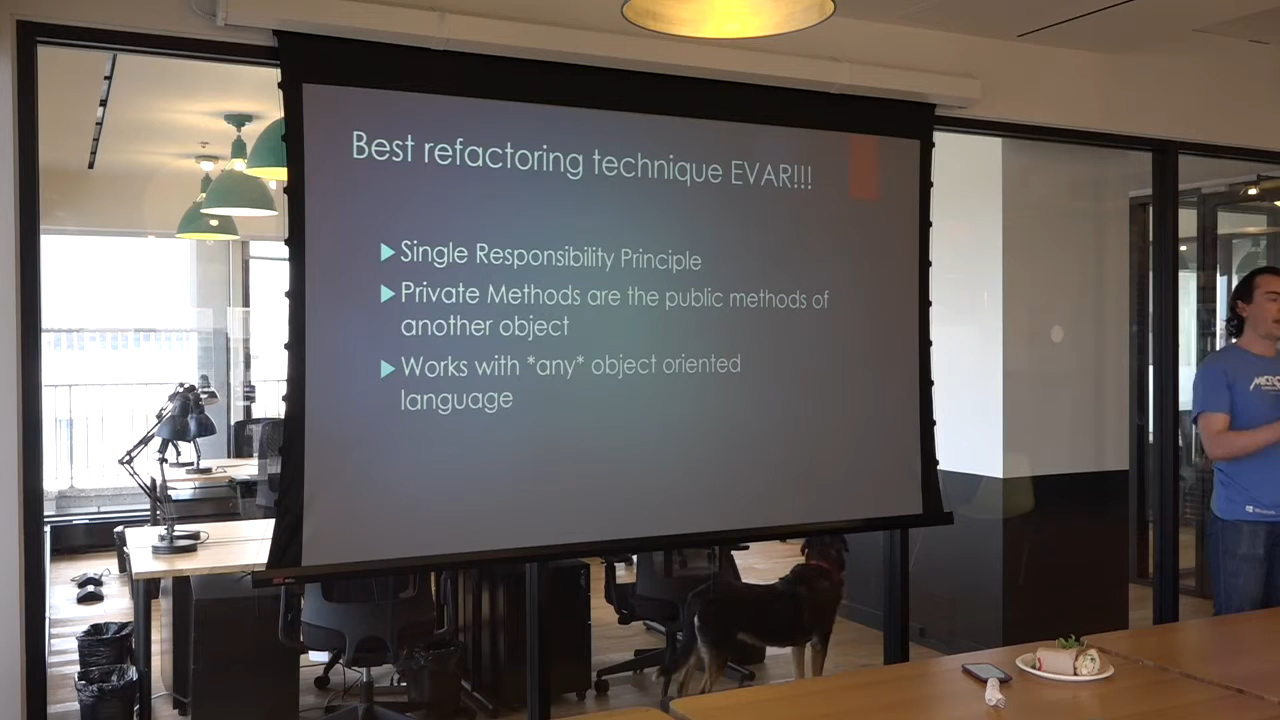 Best refactoring technique EVAR!!!
Single Responsibility Principle
Private Methods are the public methods of
another object
Works with *any* object oriented
language